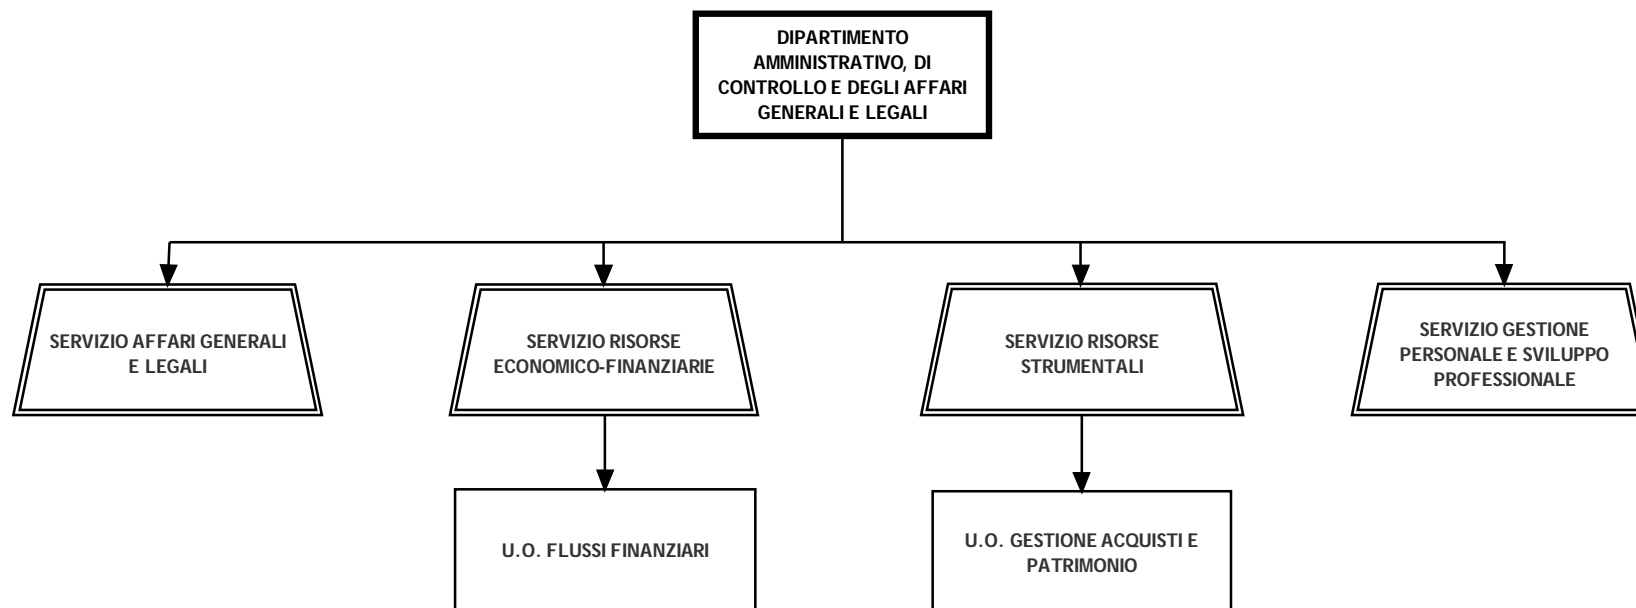 DIPARTIMENTO
AMMINISTRATIVO, DI
CONTROLLO E DEGLI AFFARI
GENERALI E LEGALI
SERVIZIO AFFARI GENERALI
E LEGALI
SERVIZIO RISORSE
ECONOMICO-FINANZIARIE
SERVIZIO RISORSE
STRUMENTALI
SERVIZIO GESTIONE
PERSONALE E SVILUPPO
PROFESSIONALE
U.O. FLUSSI FINANZIARI
U.O. GESTIONE ACQUISTI E
PATRIMONIO